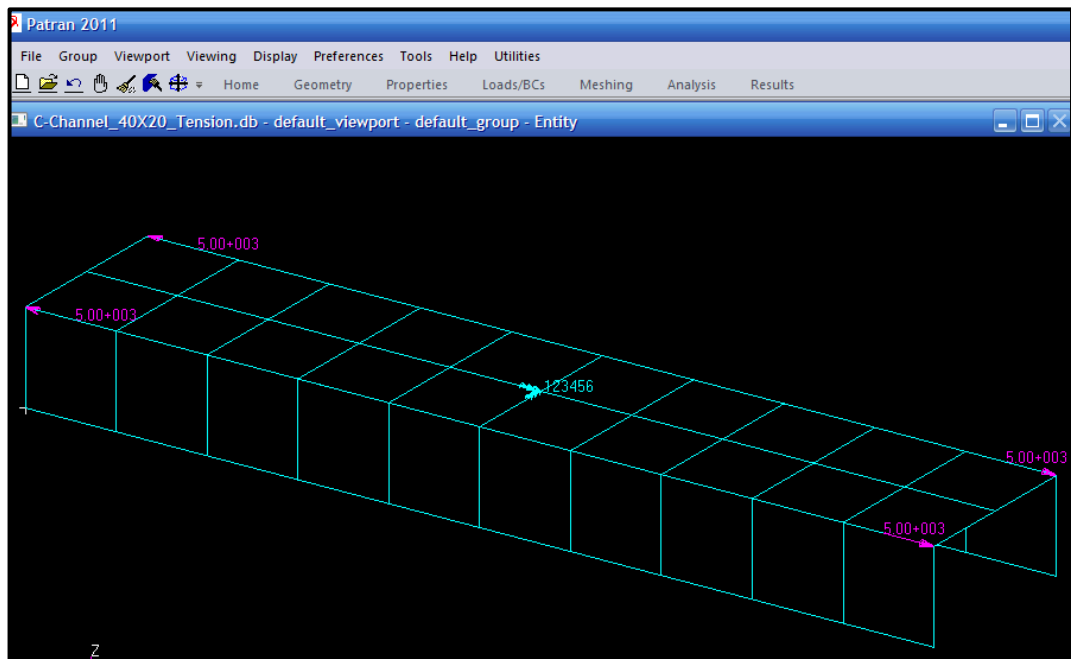 Patran 2011
File Group Viewport Viewing Display Preferences Tools Help Utilities
Home Geometry Properties Loads/BCs Meshing Analysis Results
C-Channel_40X20_Tension.db - default_viewport - default_group - Entity
5.00+003
5.00+003
123456
5.00+003
5.00+003
Z